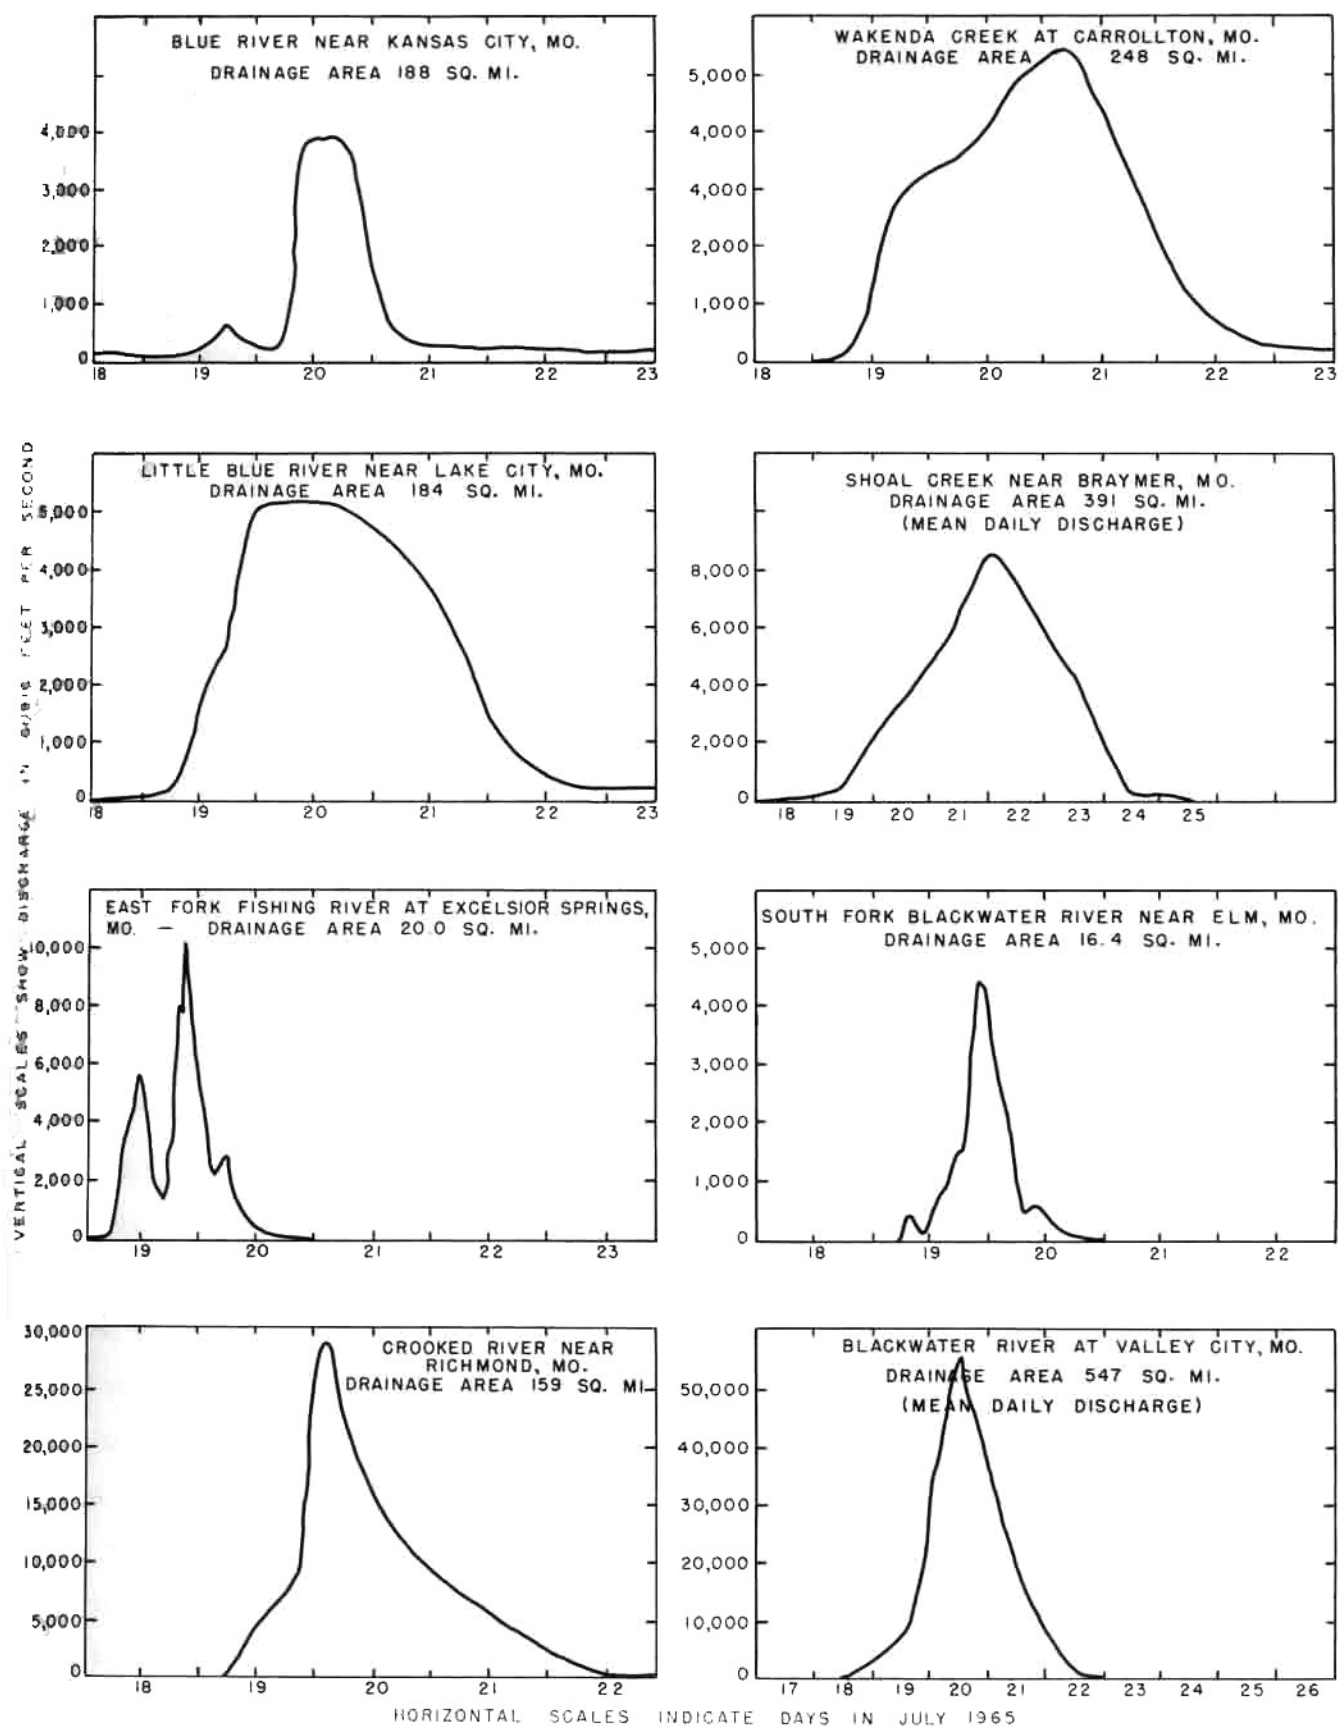 BLUE RIVER NEAR KANSAS CITY, MO.
DRAINAGE AREA 188 SQ. MI.
4,000
3,000
2,000
1,000
0
18 19 20 21 22 23
WAKENDA CREEK AT CARROLLTON, MO.
DRAINAGE AREA 248 SQ. MI.
5,000
4,000
4,000
2,000
1,000
0
18 19 20 21 22 23
VERTICAL SCALES SHOW DISCHARGE IN CUBIC FEET PER SECOND
LITTLE BLUE RIVER NEAR LAKE CITY, MO.
DRAINAGE AREA 184 SQ. MI.
5,000
4,000
3,000
2,000
1,000
0
18 19 20 21 22 23
SHOAL CREEK NEAR BRAYMER, MO.
DRAINAGE AREA 391 SQ. MI.
(MEAN DAILY DISCHARGE)
8,000
6,000
4,000
2,000
0
18 19 20 21 22 23 24 25
EAST FORK FISHING RIVER AT EXCELSIOR SPRINGS,
MO. — DRAINAGE AREA 20.0 SQ. MI.
10,000
8,000
6,000
4,000
2,000
0
19 20 21 22 23
SOUTH FORK BLACKWATER RIVER NEAR ELM, MO.
DRAINAGE AREA 16.4 SQ. MI.
5,000
4,000
3,000
2,000
1,000
0
18 19 20 21 22
CROOKED RIVER NEAR
RICHMOND, MO.
DRAINAGE AREA 159 SQ. MI.
30,000
25,000
20,000
15,000
10,000
5,000
0
18 19 20 21 22
BLACKWATER RIVER AT VALLEY CITY, MO.
DRAINAGE AREA 547 SQ. MI.
(MEAN DAILY DISCHARGE)
50,000
40,000
30,000
20,000
10,000
0
17 18 19 20 21 22 23 24 25 26
HORIZONTAL SCALES INDICATE DAYS IN JULY 1965